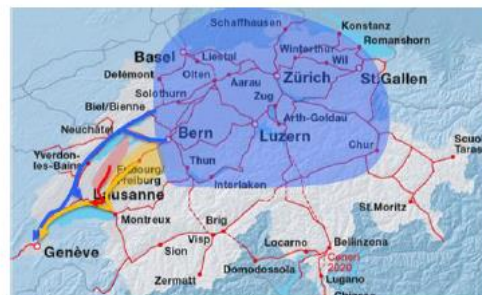 Schaffhausen
Konstanz
Romanshorn
Basel
Liestal
Winterthur
Wil
Delémont
Olten
Aarau
Zürich
St.Gallen
Solothurn
Zug
Biel/Bienne
Arth-Goldau
Neuchâtel
Bern
Luzern
Yverdon-
les-Bains
Fribourg/
Freiburg
Thun
Chur
Scuol
Taras
Lausanne
Interlaken
Montreux
St.Moritz
Brig
Visp
Sion
Locarno
Bellinzona
Genève
Ceneri
2020
Zermatt
Domodossola
Lugano